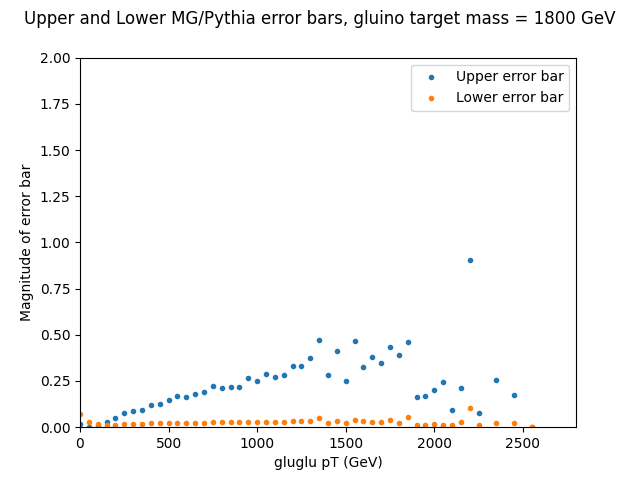 Upper and Lower MG/Pythia error bars, gluino target mass = 1800 GeV
2.00
1.75
1.50
1.25
1.00
0.75
0.50
0.25
0.00
Magnitude of error bar
Upper error bar
Lower error bar
0 500 1000 1500 2000 2500
gluglu pT (GeV)